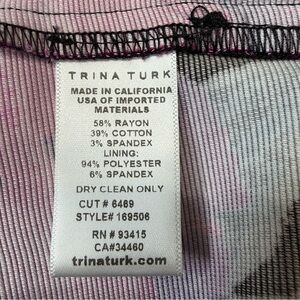 TRINA TURK
MADE IN CALIFORNIA
USA OF IMPORTED
MATERIALS
58% RAYON
39% COTTON
3% SPANDEX
LINING:
94% POLYESTER
6% SPANDEX
DRY CLEAN ONLY
CUT # 6469
STYLE# 169506
RN # 93415
CA#34460
trinaturk.com